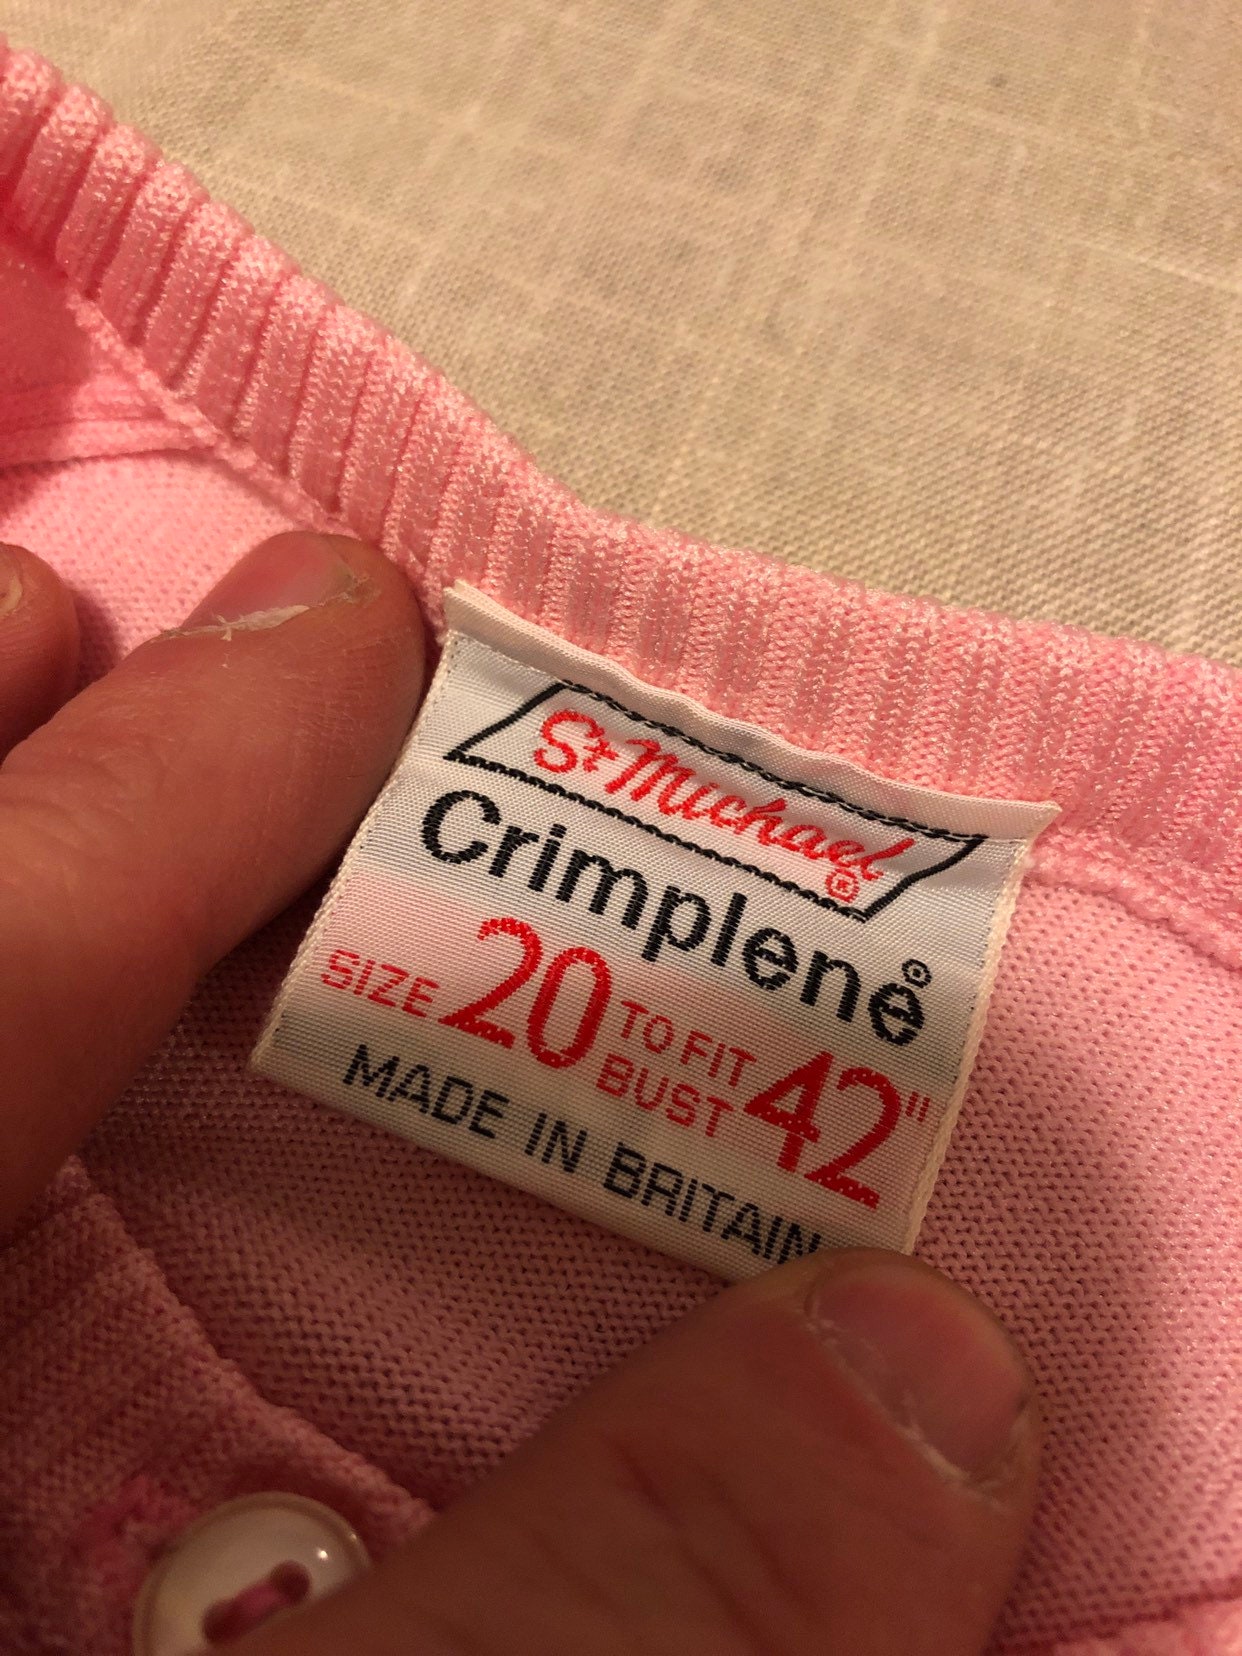 St Michael®
Crimplene®
SIZE 20 TO FIT BUST 42"
MADE IN BRITAIN